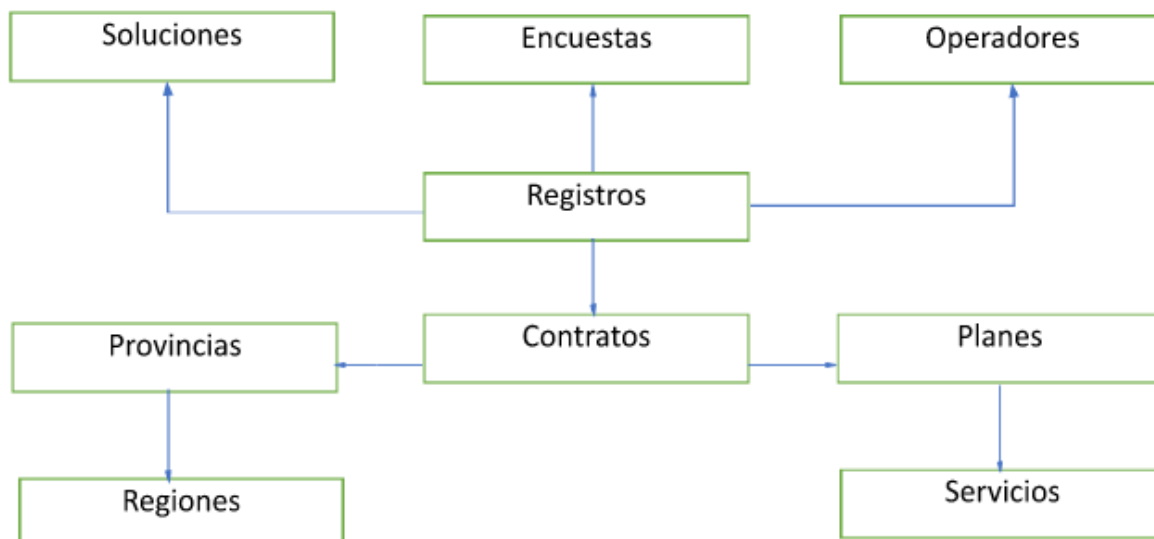 Soluciones
Encuestas
Operadores
Registros
Provincias
Contratos
Planes
Regiones
Servicios